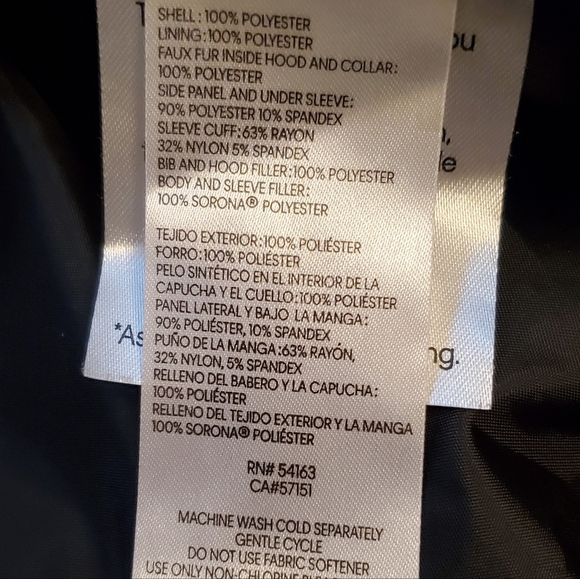 SHELL: 100% POLYESTER
LINING: 100% POLYESTER
FAUX FUR INSIDE HOOD AND COLLAR:
100% POLYESTER
SIDE PANEL AND UNDER SLEEVE:
90% POLYESTER 10% SPANDEX
SLEEVE CUFF: 63% RAYON
32% NYLON 5% SPANDEX
BIB AND HOOD FILLER: 100% POLYESTER
BODY AND SLEEVE FILLER:
100% SORONA® POLYESTER
TEJIDO EXTERIOR: 100% POLIÉSTER
FORRO: 100% POLIÉSTER
PELO SINTÉTICO EN EL INTERIOR DE LA
CAPUCHA Y EL CUELLO: 100% POLIÉSTER
PANEL LATERAL Y BAJO LA MANGA:
90% POLIÉSTER, 10% SPANDEX
PUÑO DE LA MANGA: 63% RAYÓN,
32% NYLON, 5% SPANDEX
RELLENO DEL BABERO Y LA CAPUCHA:
100% POLIÉSTER
RELLENO DEL TEJIDO EXTERIOR Y LA MANGA
100% SORONA® POLIÉSTER
RN# 54163
CA#57151
MACHINE WASH COLD SEPARATELY
GENTLE CYCLE
DO NOT USE FABRIC SOFTENER
USE ONLY NON-CHLORINE